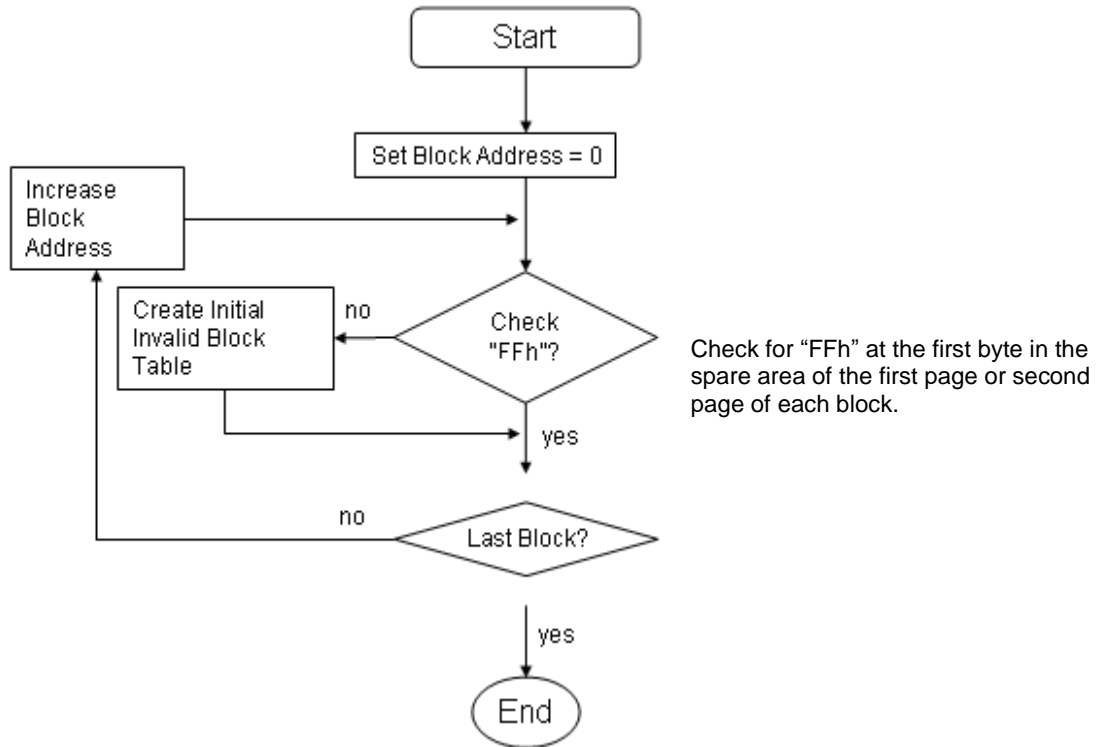 Start
Set Block Address = 0
Increase
Block
Address
Create Initial
Invalid Block
Table
no
Check
"FFh"?
Check for “FFh” at the first byte in the
spare area of the first page or second
page of each block.
yes
no
Last Block?
yes
End